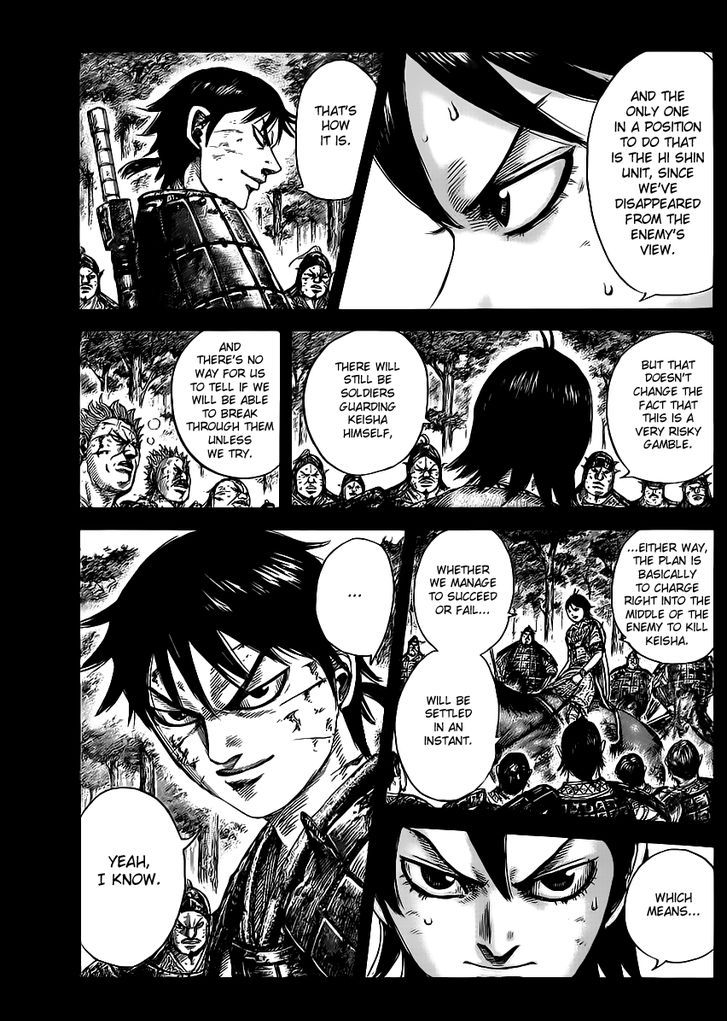 AND THE
ONLY ONE
IN A POSITION
TO DO THAT
IS THE HI SHIN
UNIT, SINCE
WE'VE
DISAPPEARED
FROM THE
ENEMY'S
VIEW.
THAT'S
HOW
IT IS.
BUT THAT
DOESN'T
CHANGE THE
FACT THAT
THIS IS A
VERY RISKY
GAMBLE.
THERE WILL
STILL BE
SOLDIERS
GUARDING
KEISHA
HIMSELF,
AND
THERE'S NO
WAY FOR US
TO TELL IF WE
WILL BE ABLE
TO BREAK
THROUGH THEM
UNLESS
WE TRY.
...EITHER WAY,
THE PLAN IS
BASICALLY
TO CHARGE
RIGHT INTO THE
MIDDLE OF THE
ENEMY TO KILL
KEISHA.
WHETHER
WE MANAGE
TO SUCCEED
OR FAIL...
WILL BE
SETTLED
IN AN
INSTANT.
WHICH
MEANS...
...
YEAH,
I KNOW.